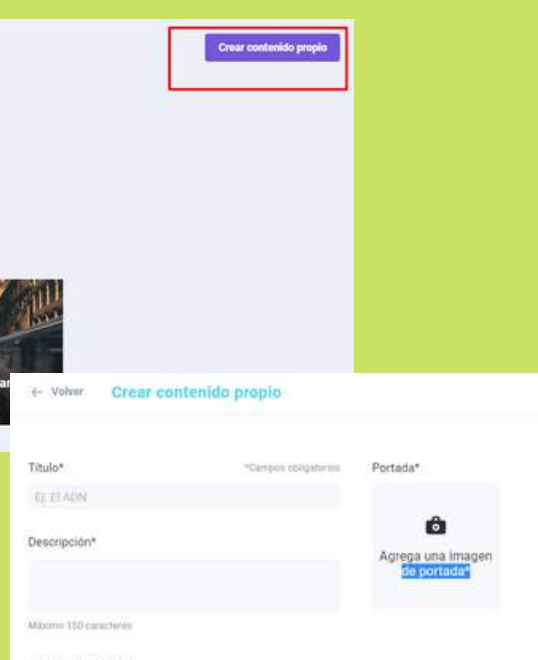 Crear contenido propio
ar
← Volver Crear contenido propio
Título* *Campos obligatorios Portada*
Ej: El ADN
Descripción*
Agrega una imagen
de portada*
Máximo 150 caracteres